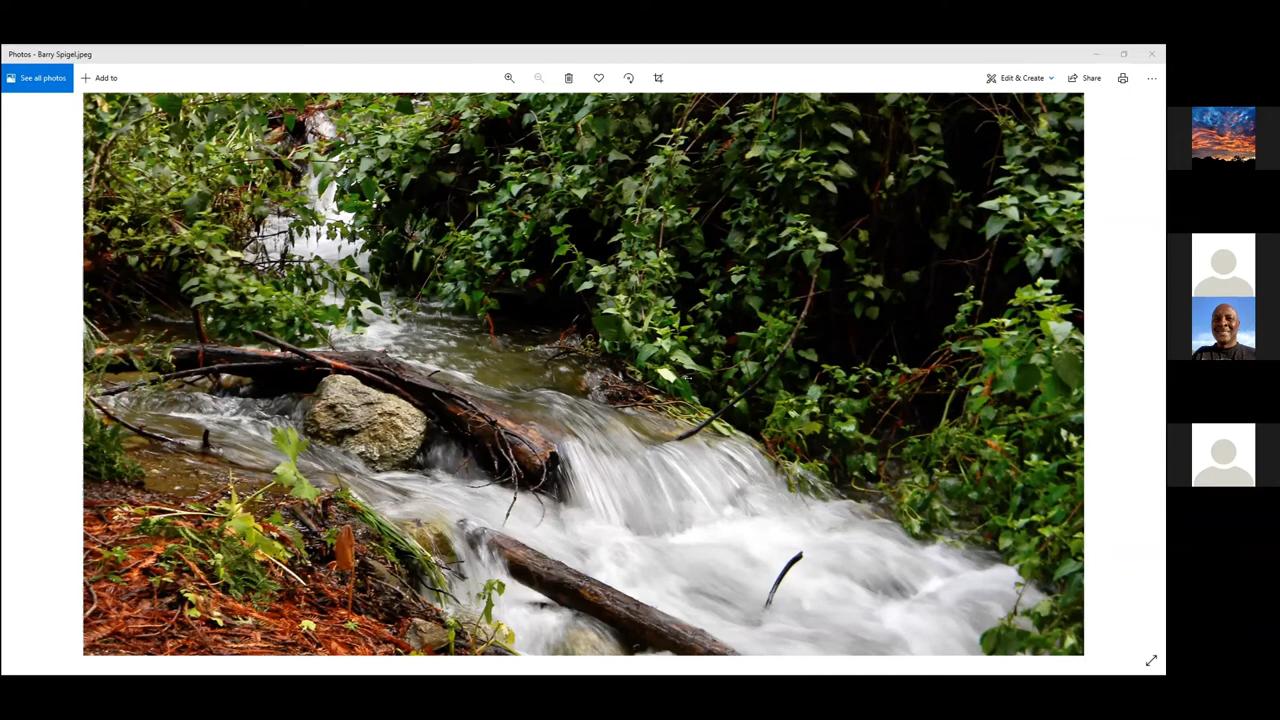 Photos - Barry Spigel.jpeg
See all photos
Add to
Edit & Create
Share